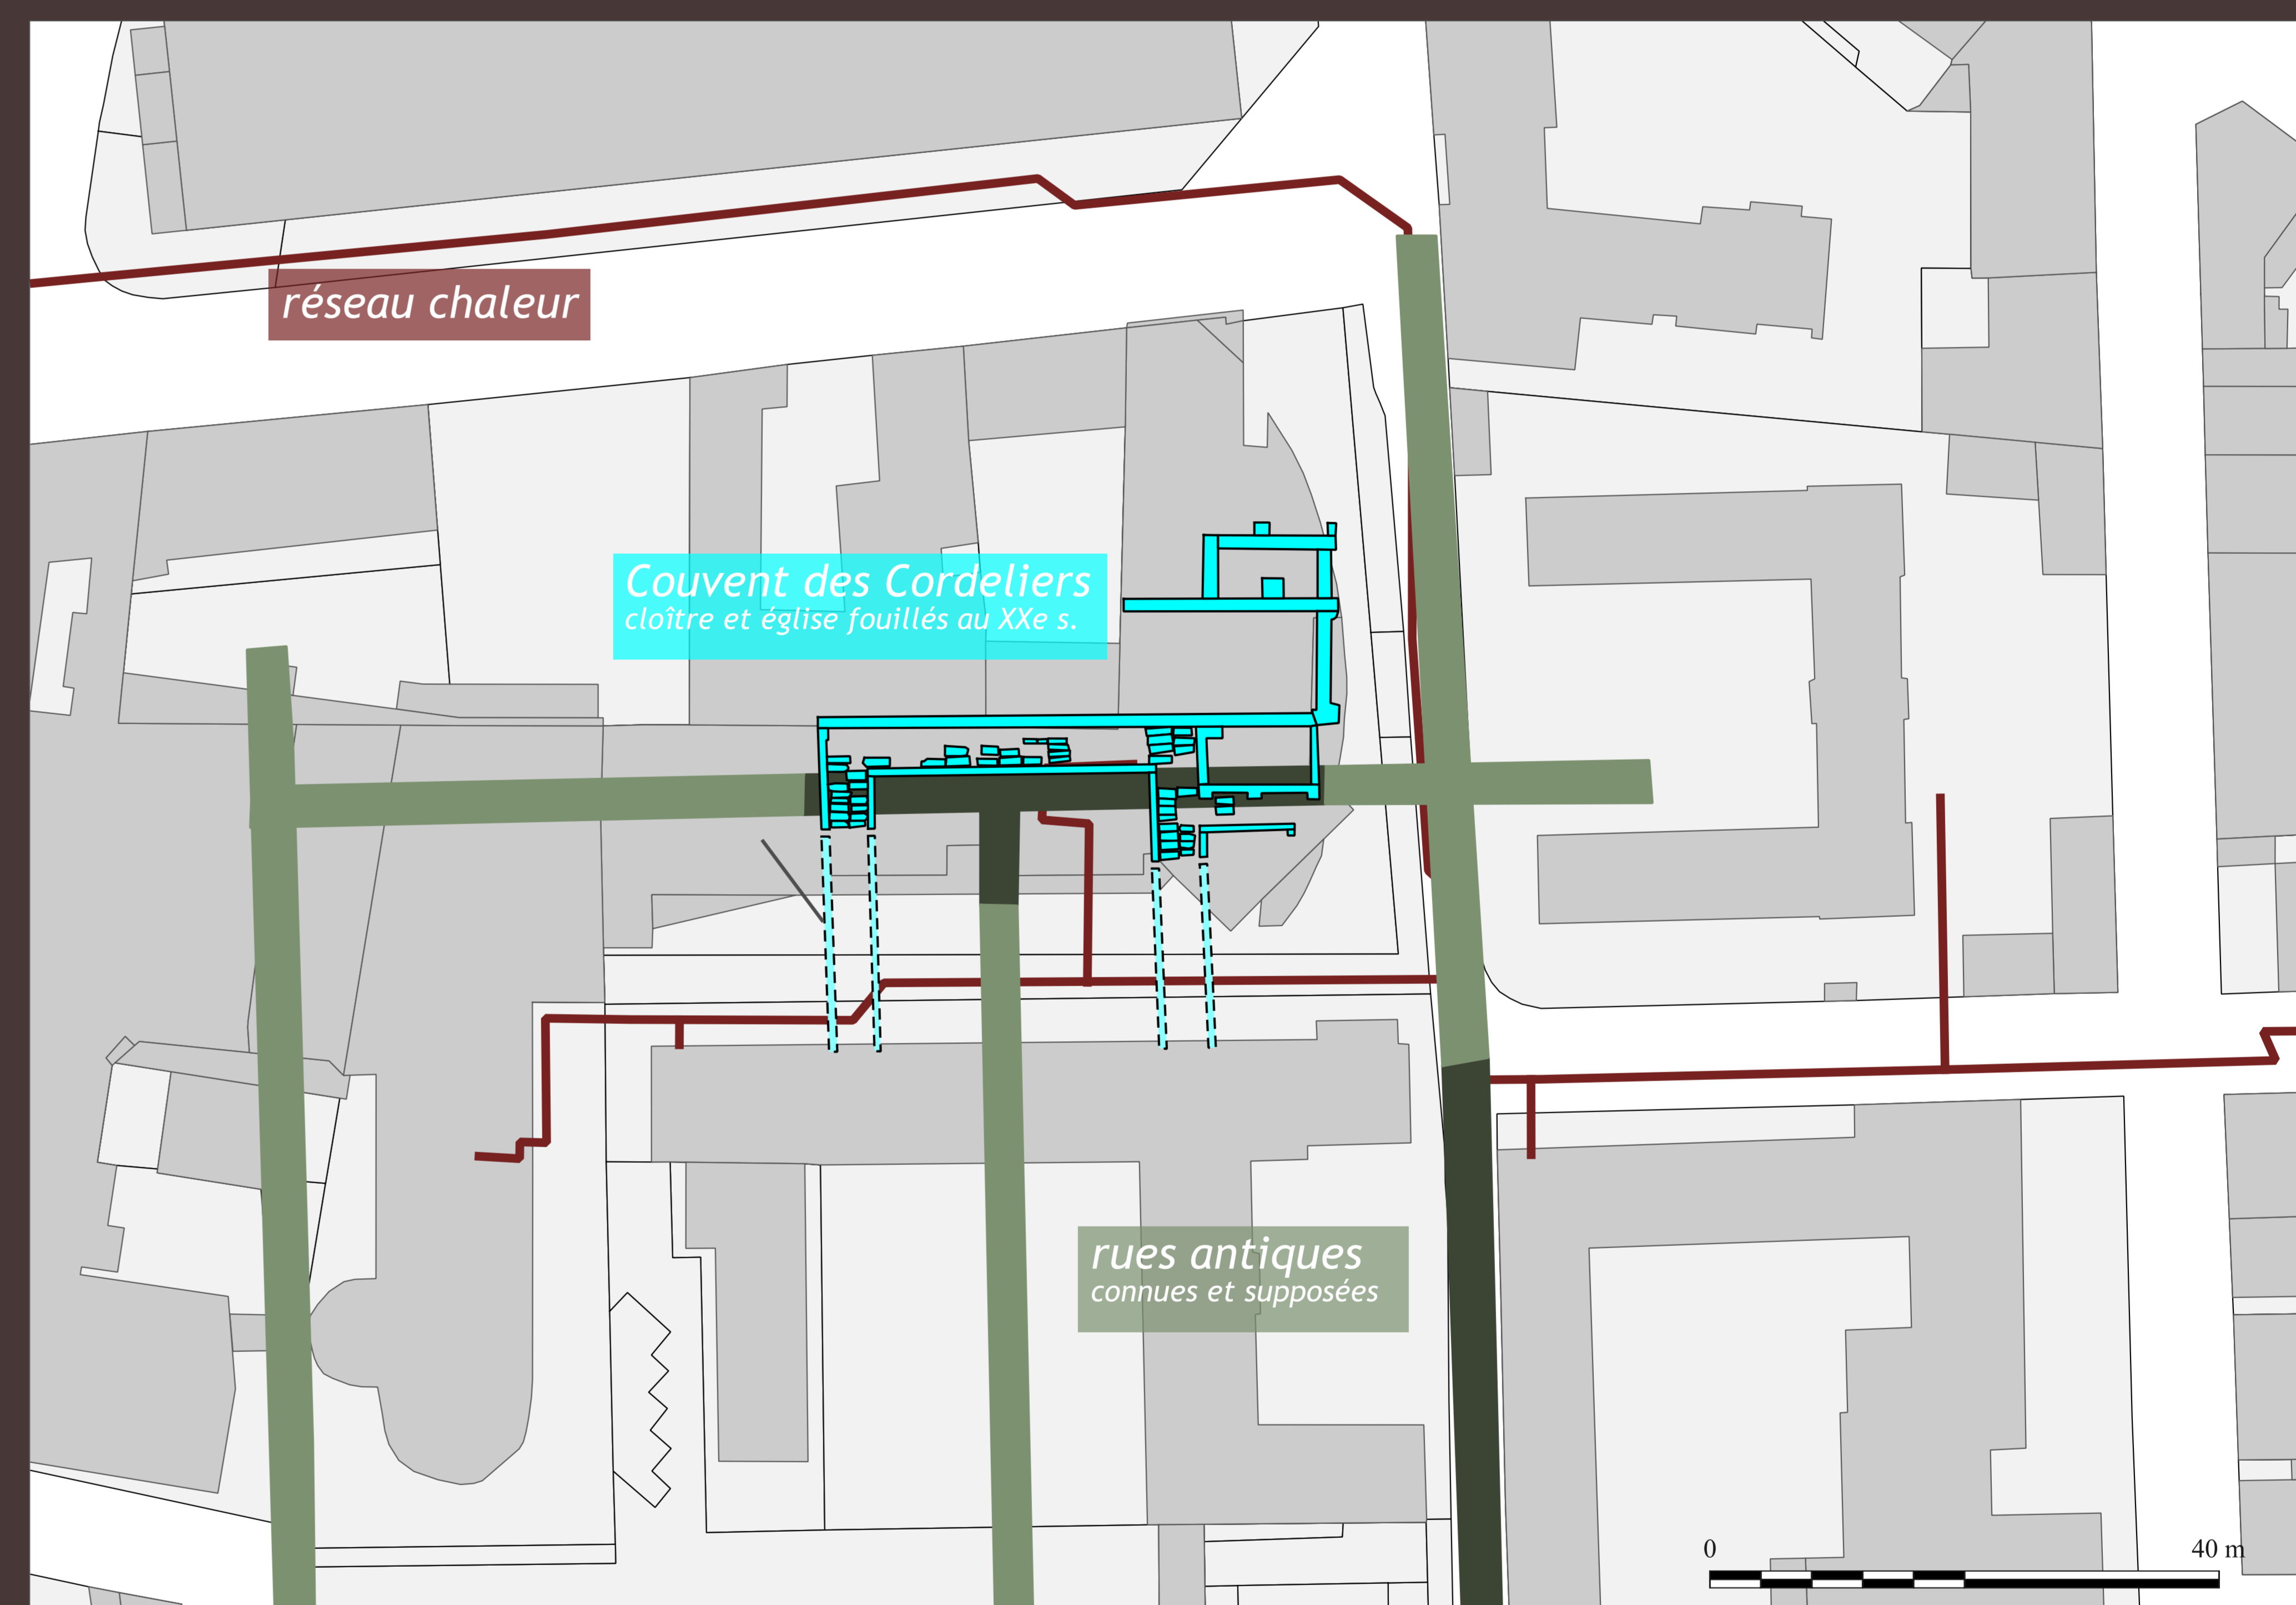 réseau chaleur
Couvent des Cordeliers
cloître et église fouillés au XXe s.
rues antiques
connues et supposées
0 40 m